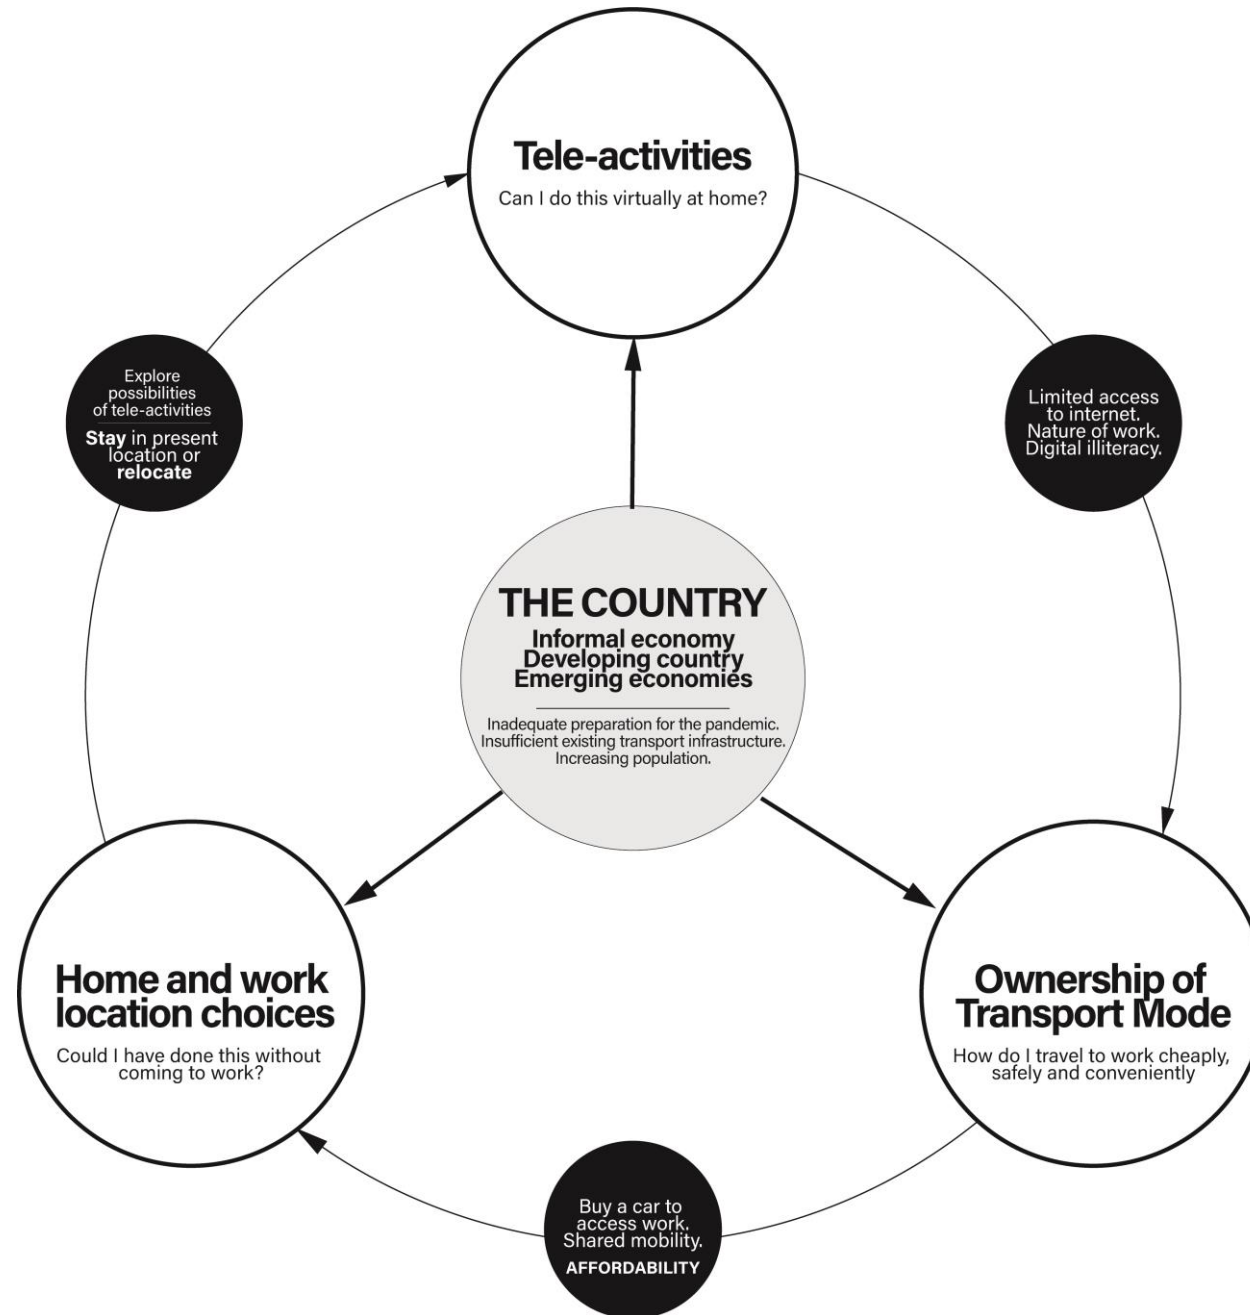 Tele-activities
Can I do this virtually at home?
Explore
possibilities
of tele-activities
Stay in present
location or
relocate
Limited access
to internet.
Nature of work.
Digital illiteracy.
THE COUNTRY
Informal economy
Developing country
Emerging economies
Inadequate preparation for the pandemic.
Insufficient existing transport infrastructure.
Increasing population.
Home and work
location choices
Could I have done this without
coming to work?
Ownership of
Transport Mode
How do I travel to work cheaply,
safely and conveniently
Buy a car to
access work.
Shared mobility.
AFFORDABILITY